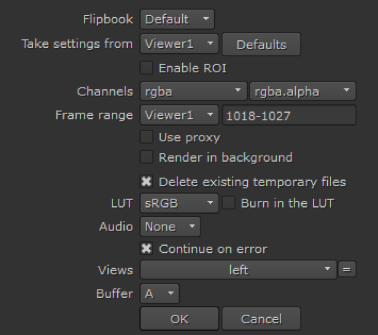 Flipbook Default
Take settings from Viewer1 Defaults
Enable ROI
Channels rgba rgba.alpha
Frame range Viewer1 1018-1027
Use proxy
Render in background
Delete existing temporary files
LUT sRGB Burn in the LUT
Audio None
Continue on error
Views left =
Buffer A
OK Cancel